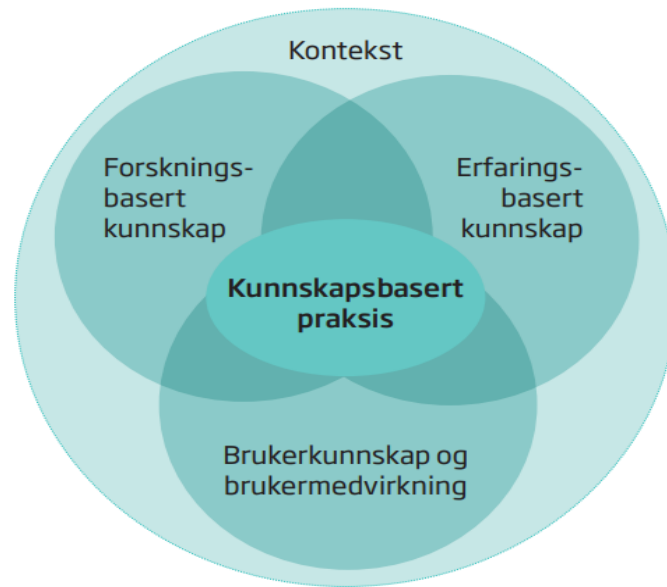 Kontekst
Forsknings-
basert
kunnskap
Erfarings-
basert
kunnskap
Kunnskapsbasert
praksis
Brukerkunnskap og
brukermedvirkning